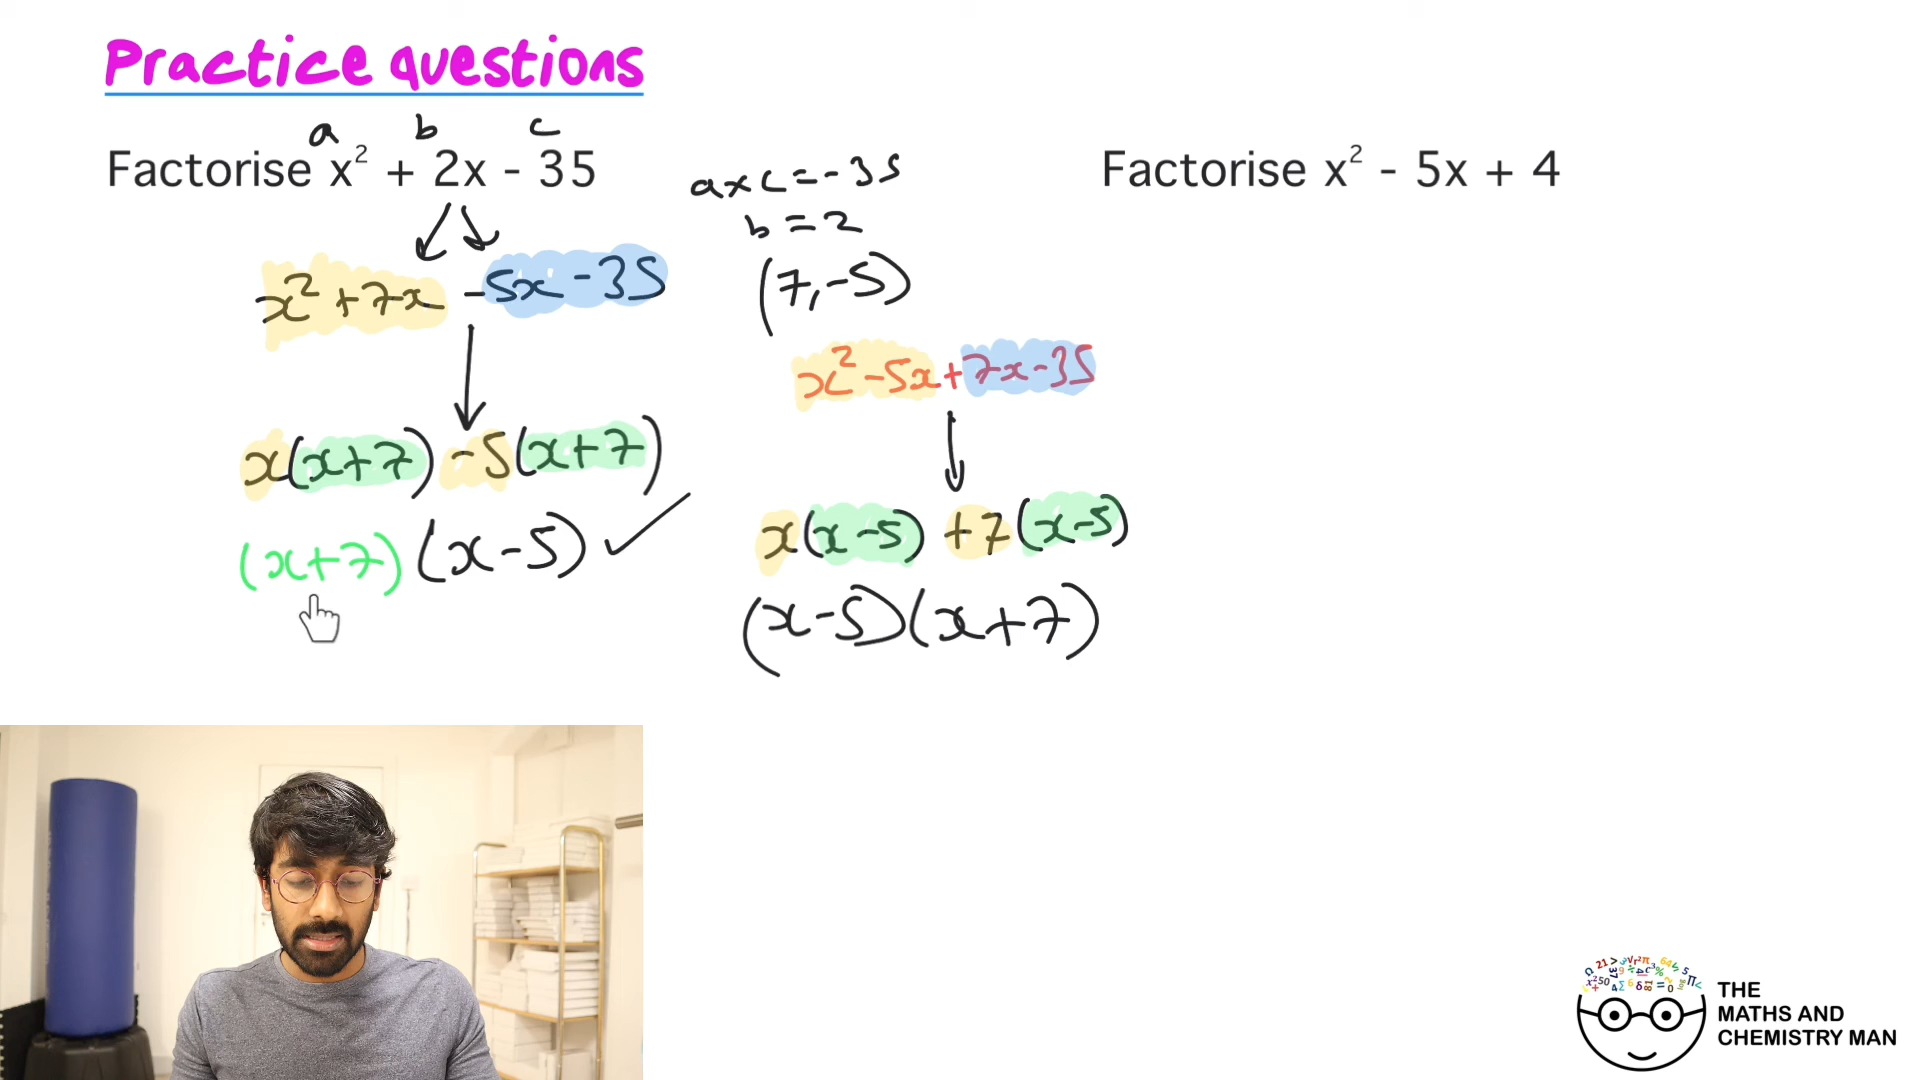 Practice questions
a b c
Factorise x² + 2x - 35
a x c = -35
b = 2
(7, -5)
x² + 7x - 5x - 35
x² - 5x + 7x - 35
x(x+7) - 5(x+7)
(x+7)(x-5) ✓
x(x-5) + 7(x-5)
(x-5)(x+7)
Factorise x² - 5x + 4
THE
MATHS AND
CHEMISTRY MAN